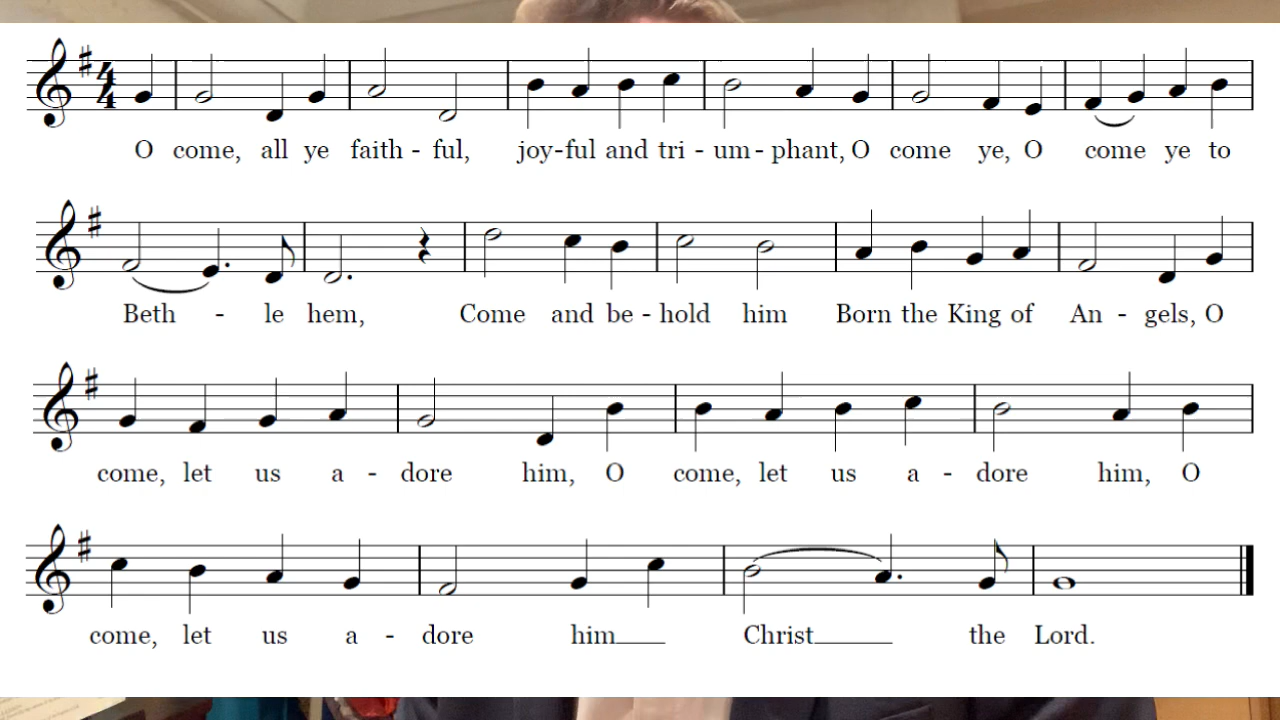 O come, all ye faith - ful, joy-ful and tri - um - phant, O come ye, O come ye to
Beth - le hem, Come and be - hold him Born the King of An - gels, O
come, let us a - dore him, O come, let us a - dore him, O
come, let us a - dore him Christ the Lord.